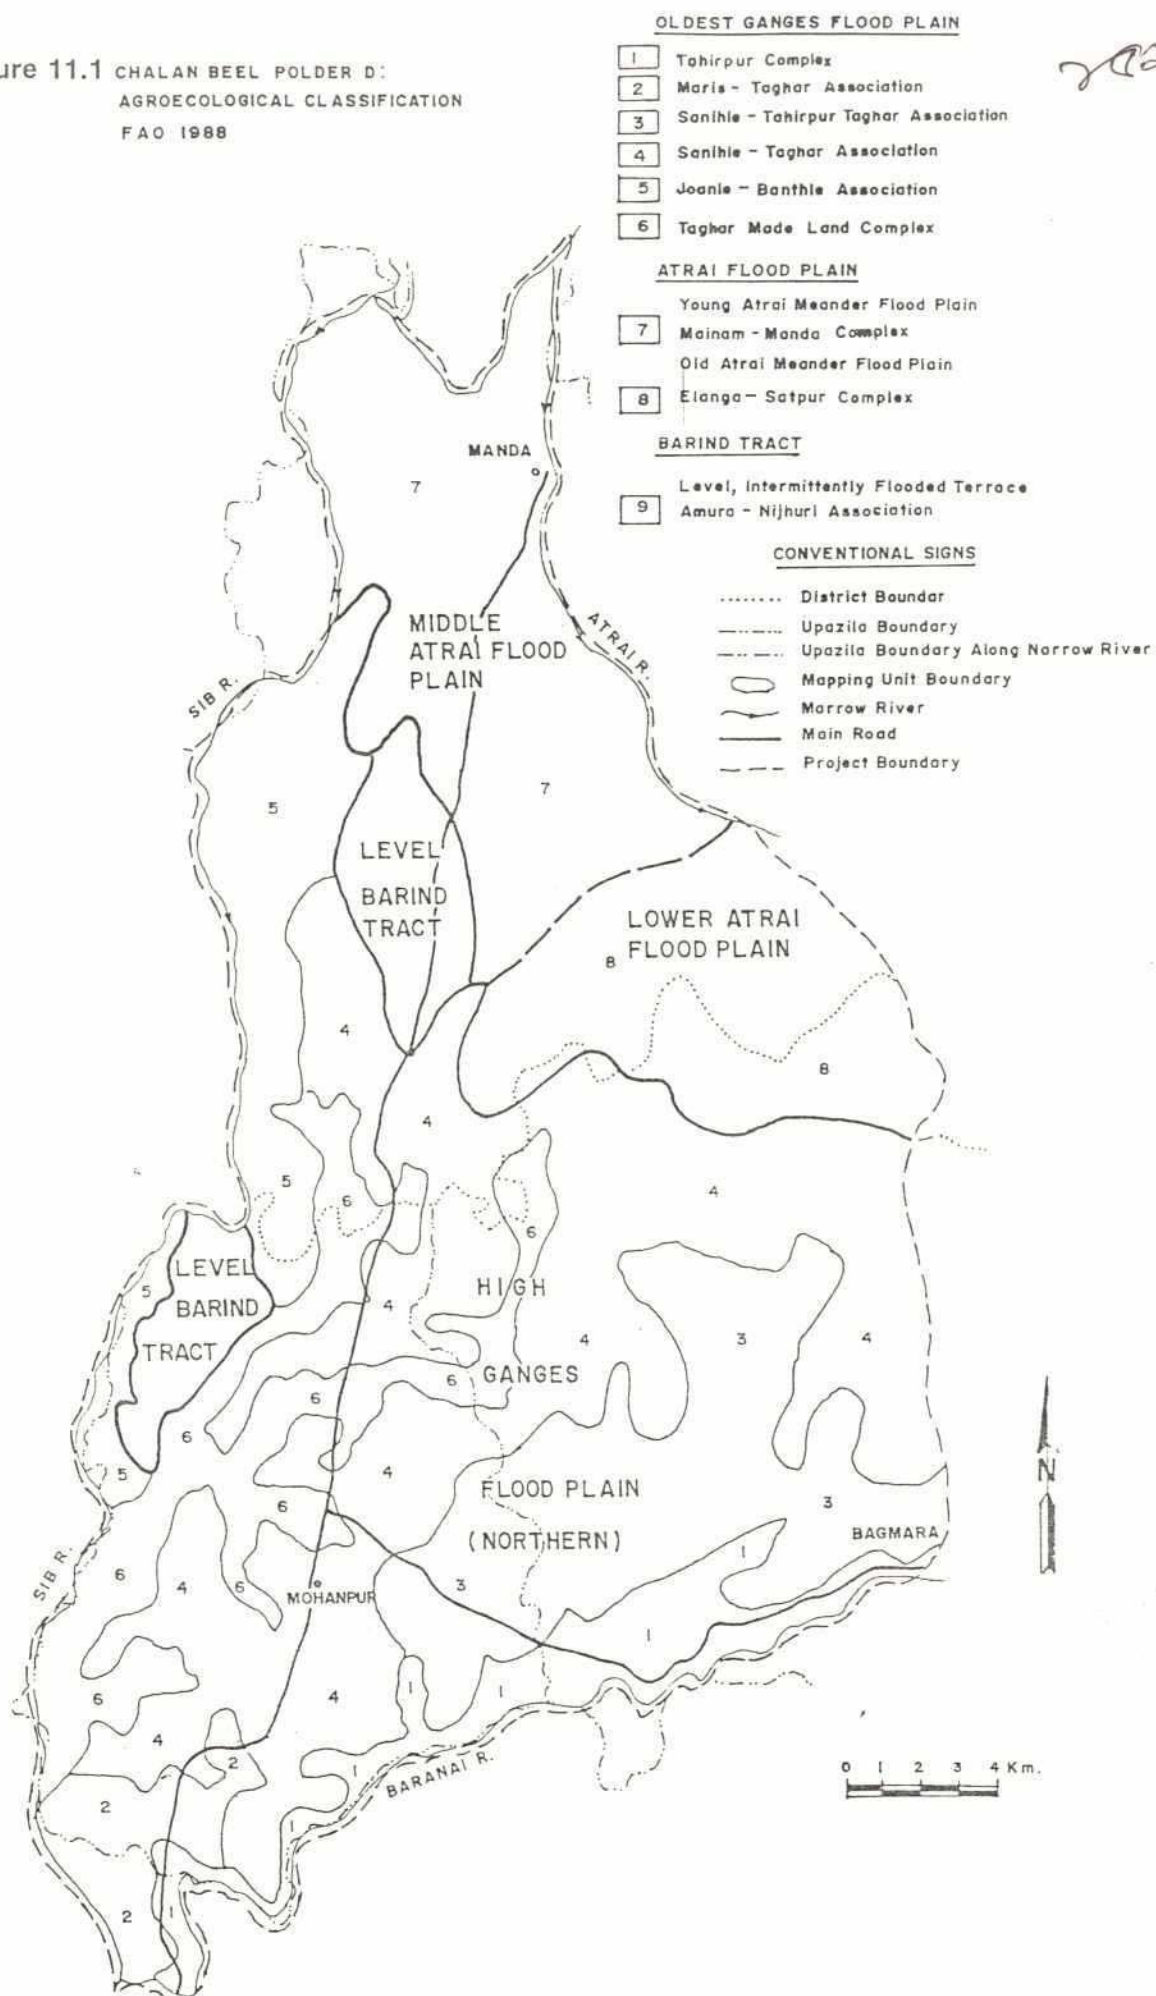 ure 11.1 CHALAN BEEL POLDER D:
AGROECOLOGICAL CLASSIFICATION
FAO 1988
OLDEST GANGES FLOOD PLAIN
1 Tahirpur Complex
2 Maris - Taghar Association
3 Sanihie - Tahirpur Taghar Association
4 Sanihie - Taghar Association
5 Joanie - Banthie Association
6 Taghar Made Land Complex
ATRAI FLOOD PLAIN
Young Atrai Meander Flood Plain
7 Mainam - Manda Complex
Old Atrai Meander Flood Plain
8 Elanga - Satpur Complex
BARIND TRACT
Level, Intermittently Flooded Terrace
9 Amura - Nijhuri Association
CONVENTIONAL SIGNS
District Boundar
Upazila Boundary
Upazila Boundary Along Narrow River
Mapping Unit Boundary
Marrow River
Main Road
Project Boundary
MANDA
7
MIDDLE
ATRAI FLOOD
PLAIN
ATRAI R.
SIB R.
7
5
LEVEL
BARIND
TRACT
LOWER ATRAI
FLOOD PLAIN
8
4
8
4
5
6
4
6
LEVEL
BARIND
TRACT
5
HIGH
4
4
3
4
GANGES
6
6
6
4
5
FLOOD PLAIN
(NORTHERN)
6
3
BAGMARA
N
1
SIB R.
6
4
6
MOHANPUR
3
1
6
4
1
1
4
2
1
BARANAI R.
0 1 2 3 4 Km.
2
1
2
1